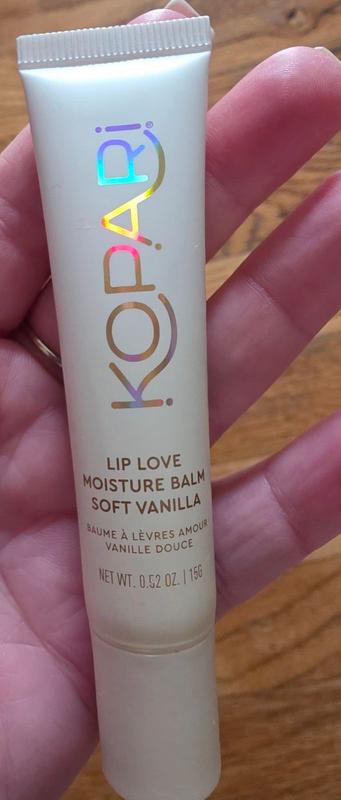 KOPARI®
LIP LOVE
MOISTURE BALM
SOFT VANILLA
BAUME À LÈVRES AMOUR
VANILLE DOUCE
NET WT. 0.52 OZ. | 15G